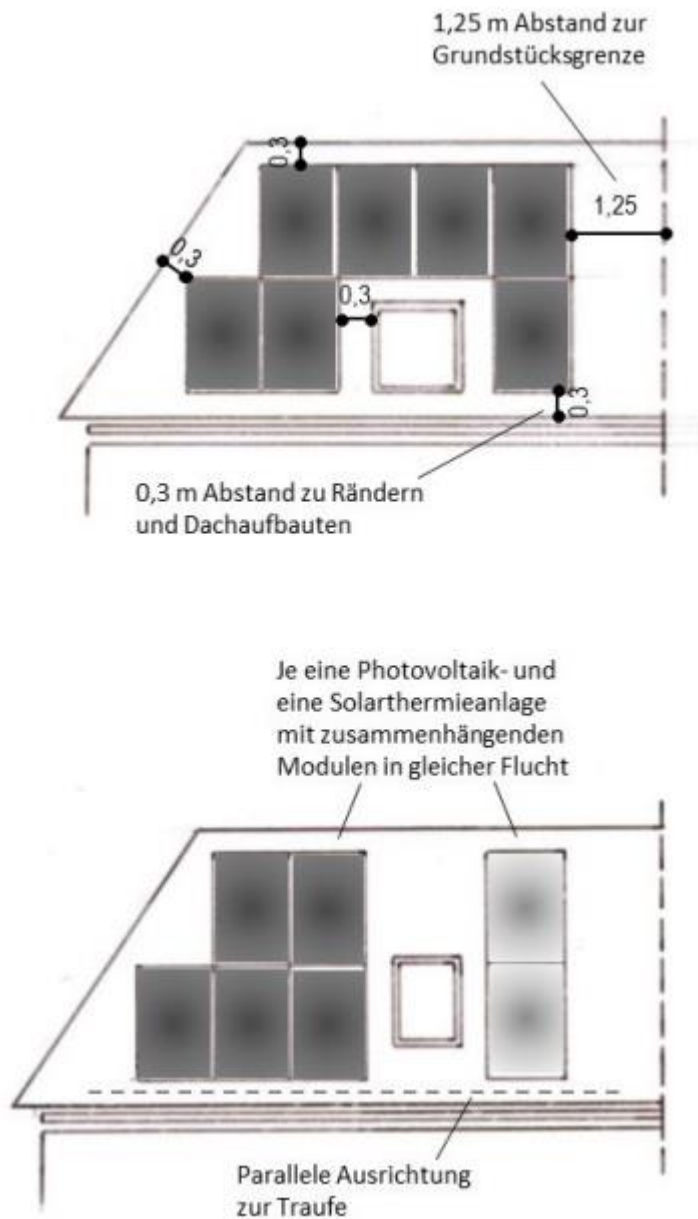 1,25 m Abstand zur
Grundstücksgrenze
0,3
1,25
0,3
0,3
0,3
0,3 m Abstand zu Rändern
und Dachaufbauten
Je eine Photovoltaik- und
eine Solarthermieanlage
mit zusammenhängenden
Modulen in gleicher Flucht
Parallele Ausrichtung
zur Traufe